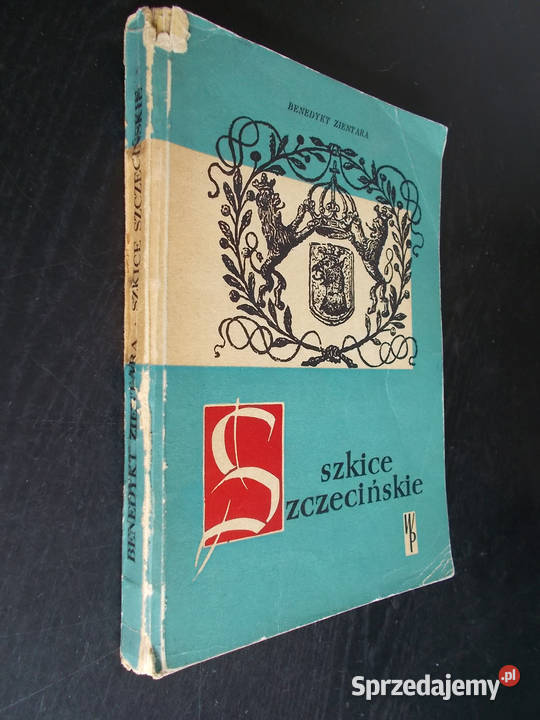 BENEDYKT ZIENTARA - SZKICE SZCZECIŃSKIE -
BENEDYKT ZIENTARA
szkice
Szczecińskie
WP
Sprzedajemy.pl